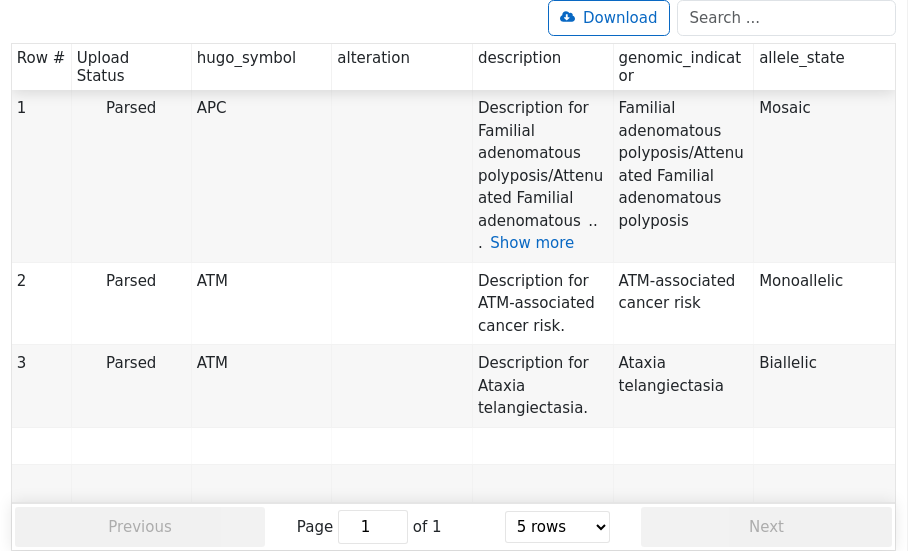 Download
Search ...
Row # Upload Status hugo_symbol alteration description genomic_indicator allele_state
1 Parsed APC Description for Familial adenomatous polyposis/Attenuated Familial adenomatous ... Show more Familial adenomatous polyposis/Attenuated Familial adenomatous polyposis Mosaic
2 Parsed ATM Description for ATM-associated cancer risk. ATM-associated cancer risk Monoallelic
3 Parsed ATM Description for Ataxia telangiectasia. Ataxia telangiectasia Biallelic
Previous Page 1 of 1 5 rows Next